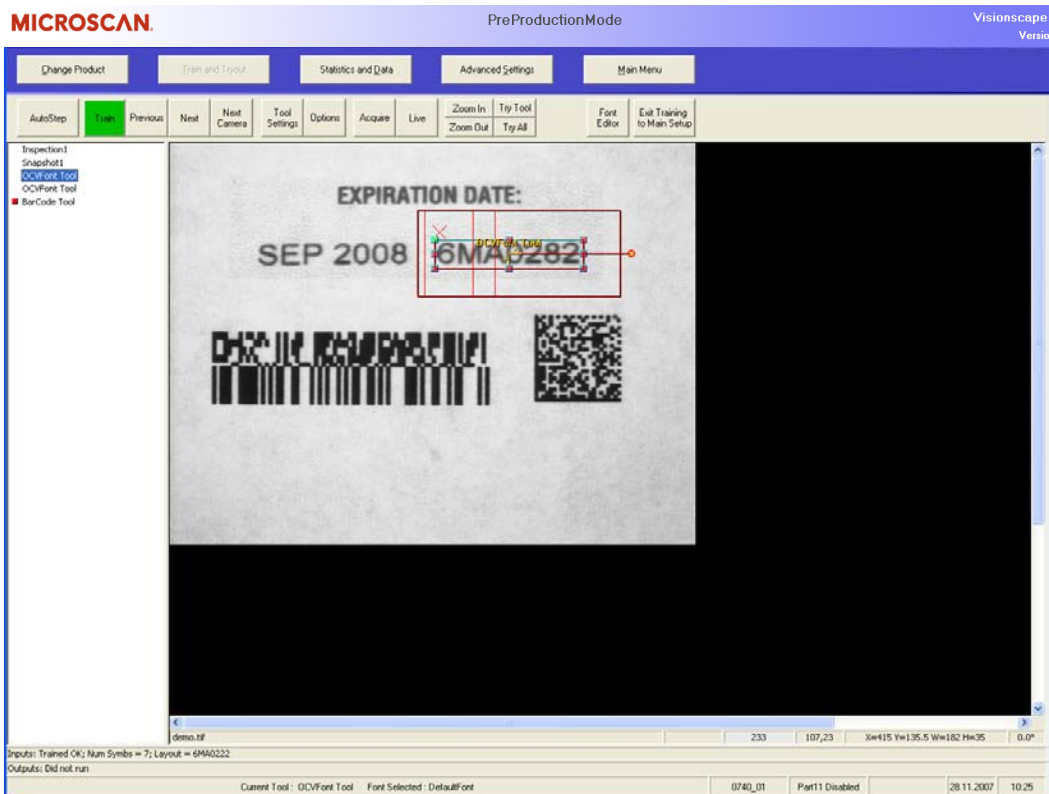 MICROSCAN.
PreProductionMode
Visionscape
Versio
Change Product
Train and Tryout
Statistics and Data
Advanced Settings
Main Menu
AutoStep
Train
Previous
Next
Next Camera
Tool Settings
Options
Acquire
Live
Zoom In
Try Tool
Zoom Out
Try All
Font Editor
Exit Training to Main Setup
Inspection1
Snapshot1
OCVFont Tool
OCVFont Tool
BarCode Tool
EXPIRATION DATE:
OCVFont Tool
SEP 2008 6MA0282
demo.tif
233
107,23
X=415 Y=135.5 W=182 H=35
0.0°
Inputs: Trained OK; Num Symbs = 7; Layout = 6MA0222
Outputs: Did not run
Current Tool : OCVFont Tool Font Selected : DefaultFont
0740_01
Part11 Disabled
28.11.2007
10:25